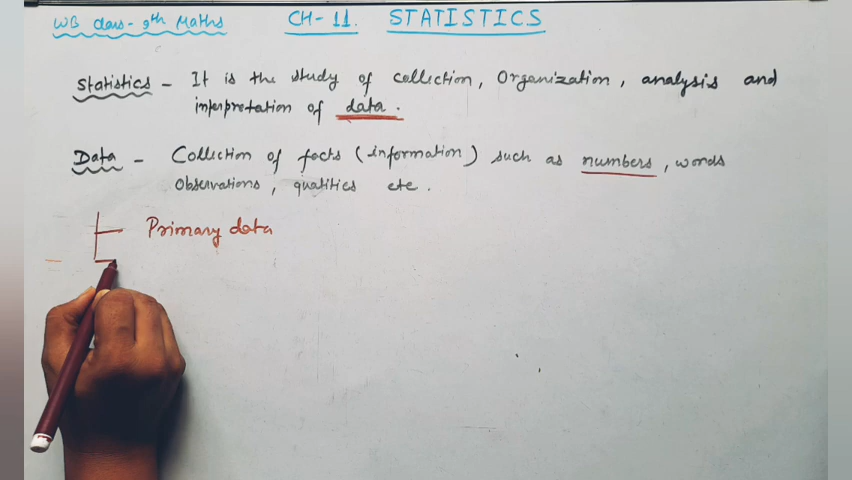 WB class- 9th Maths CH- 11. STATISTICS
Statistics - It is the study of collection, Organization, analysis and
interpretation of data.
Data - Collection of facts (information) such as numbers, words
Observations, qualities etc.
Primary data